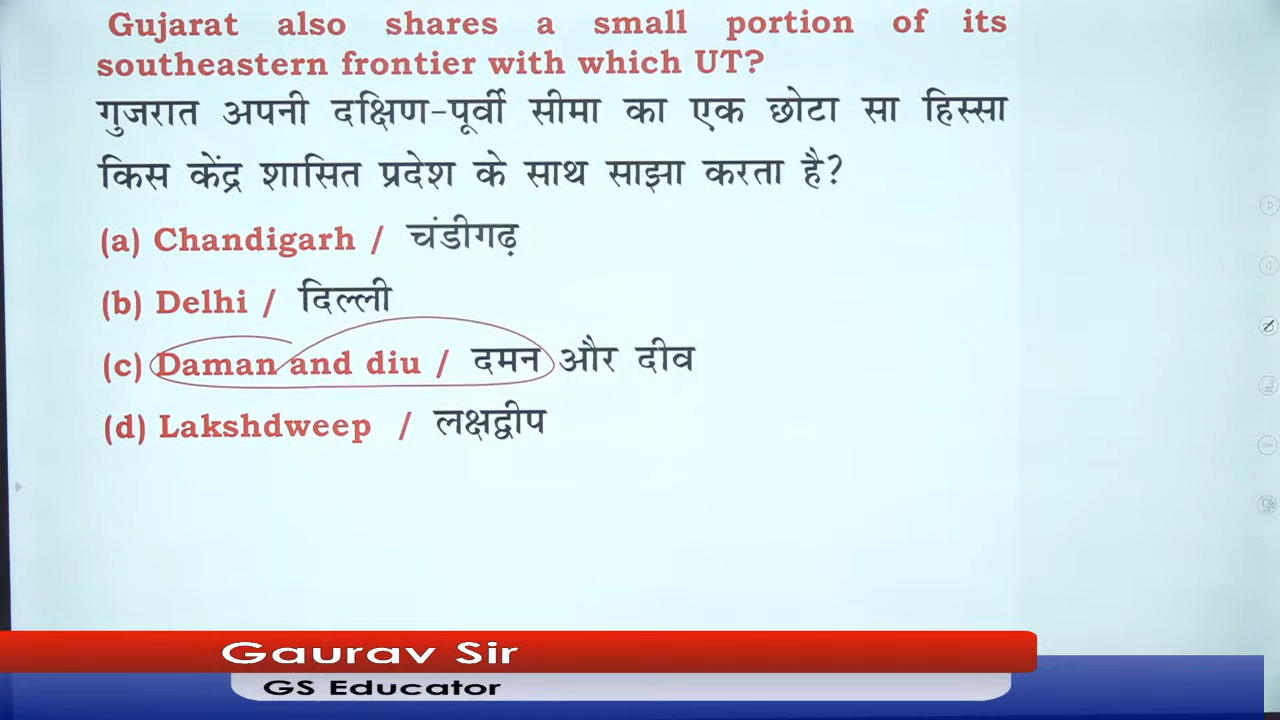 Gujarat also shares a small portion of its
southeastern frontier with which UT?
गुजरात अपनी दक्षिण-पूर्वी सीमा का एक छोटा सा हिस्सा
किस केंद्र शासित प्रदेश के साथ साझा करता है?
(a) Chandigarh / चंडीगढ़
(b) Delhi / दिल्ली
(c) Daman and diu / दमन और दीव
(d) Lakshdweep / लक्षद्वीप
Gaurav Sir
GS Educator